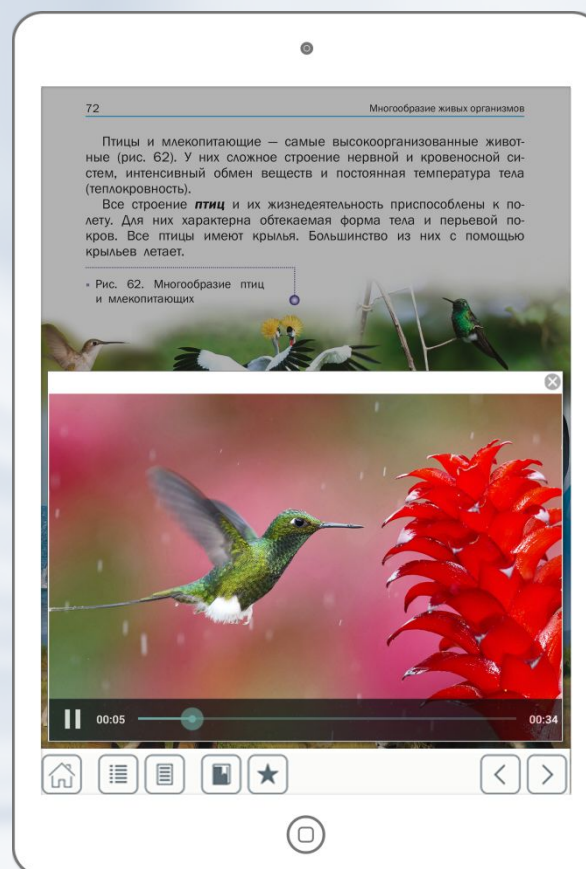 72
Многообразие живых организмов
Птицы и млекопитающие — самые высокоорганизованные живот-
ные (рис. 62). У них сложное строение нервной и кровеносной си-
стем, интенсивный обмен веществ и постоянная температура тела
(теплокровность).
Все строение птиц и их жизнедеятельность приспособлены к по-
лету. Для них характерна обтекаемая форма тела и перьевой по-
кров. Все птицы имеют крылья. Большинство из них с помощью
крыльев летает.
Рис. 62. Многообразие птиц
и млекопитающих
00:05
00:34